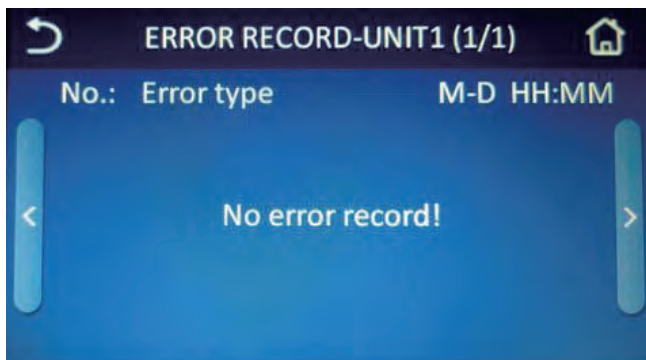 ERROR RECORD-UNIT1 (1/1)
No.: Error type M-D HH:MM
< No error record! >